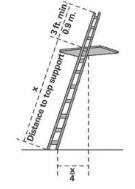 3 ft. min.
0.9 m.
x
Distance to top support
x
4